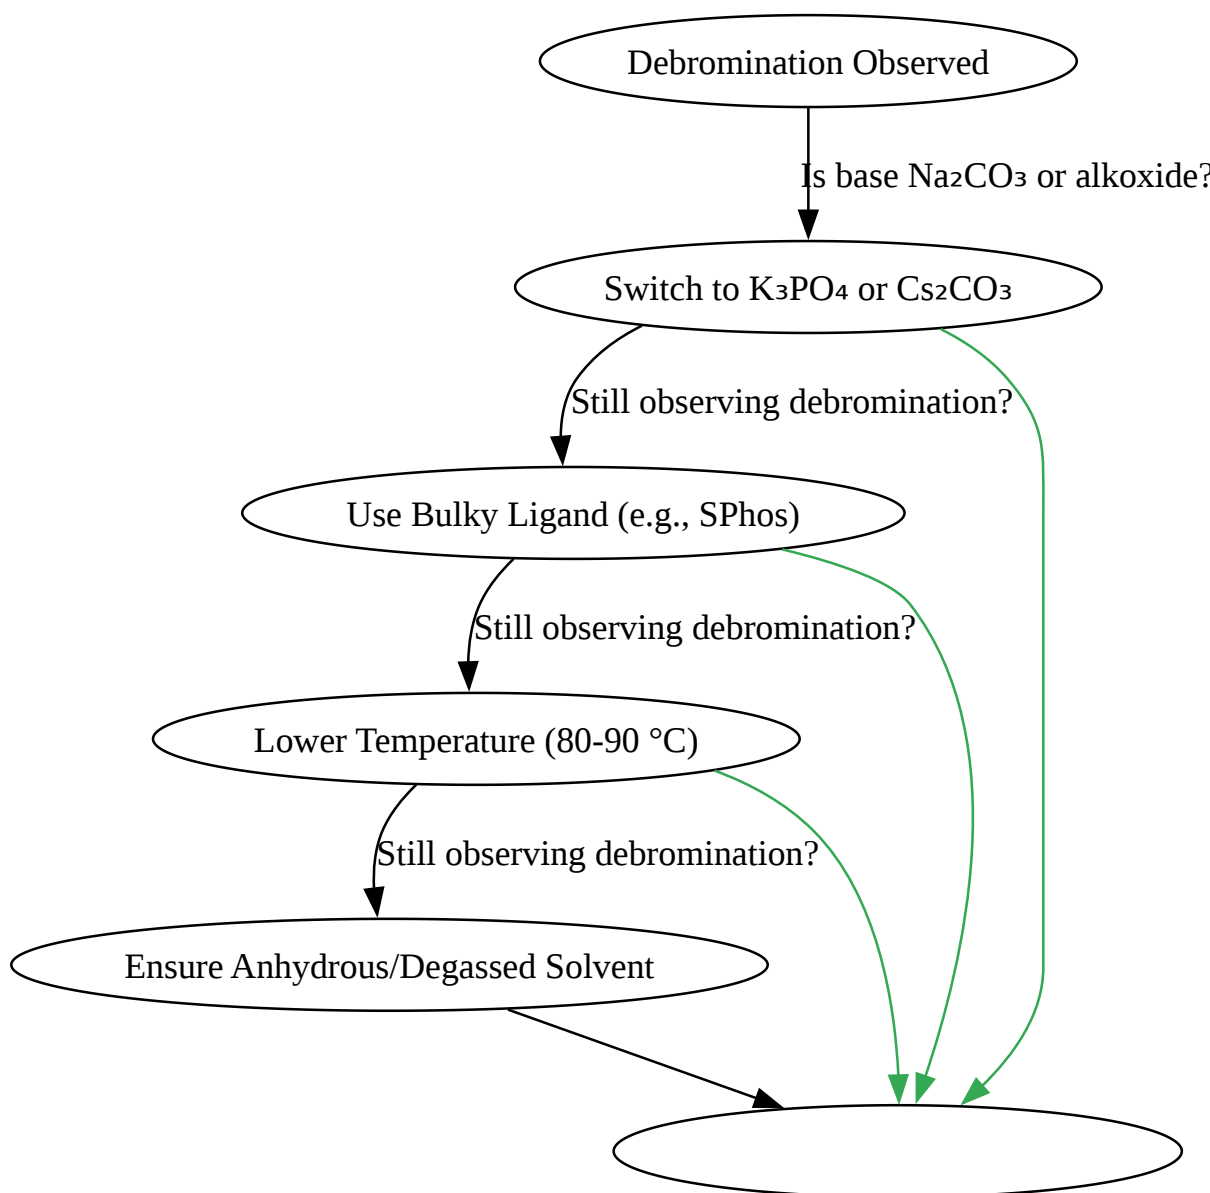 Debromination Observed
Is base Na₂CO₃ or alkoxide?
Switch to K₃PO₄ or Cs₂CO₃
Still observing debromination?
Use Bulky Ligand (e.g., SPhos)
Still observing debromination?
Lower Temperature (80-90 °C)
Still observing debromination?
Ensure Anhydrous/Degassed Solvent